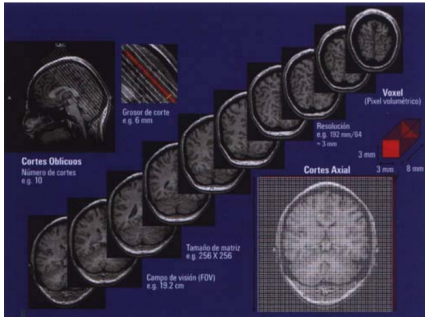 Grosor de corte
e.g. 6 mm
Cortes Oblicuos
Número de cortes
e.g. 10
Voxel
(Pixel volumétrico)
Resolución
e.g. 192 mm/64
= 3 mm
3 mm
3 mm
8 mm
Cortes Axial
Tamaño de matriz
e.g. 256 X 256
Campo de visión (FOV)
e.g. 19.2 cm